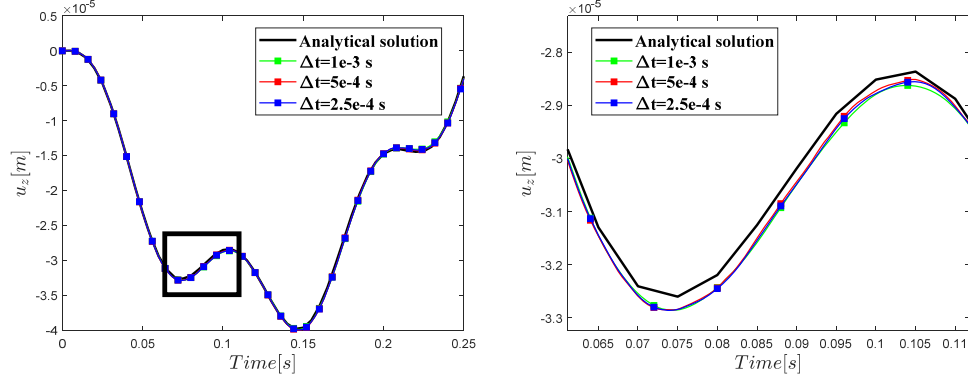 ×10⁻⁵
0.5
0
-0.5
-1
-1.5
-2
-2.5
-3
-3.5
-4
u_z[m]
Analytical solution
Δt=1e-3 s
Δt=5e-4 s
Δt=2.5e-4 s
0 0.05 0.1 0.15 0.2 0.25
Time[s]
×10⁻⁵
-2.8
-2.9
-3
-3.1
-3.2
-3.3
u_z[m]
Analytical solution
Δt=1e-3 s
Δt=5e-4 s
Δt=2.5e-4 s
0.065 0.07 0.075 0.08 0.085 0.09 0.095 0.1 0.105 0.11
Time[s]